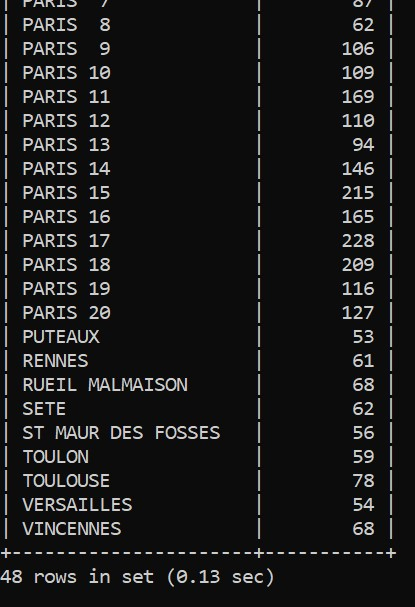 | PARIS  7             |        87 |
| PARIS  8             |        62 |
| PARIS  9             |       106 |
| PARIS 10             |       109 |
| PARIS 11             |       169 |
| PARIS 12             |       110 |
| PARIS 13             |        94 |
| PARIS 14             |       146 |
| PARIS 15             |       215 |
| PARIS 16             |       165 |
| PARIS 17             |       228 |
| PARIS 18             |       209 |
| PARIS 19             |       116 |
| PARIS 20             |       127 |
| PUTEAUX              |        53 |
| RENNES               |        61 |
| RUEIL MALMAISON      |        68 |
| SETE                 |        62 |
| ST MAUR DES FOSSES   |        56 |
| TOULON               |        59 |
| TOULOUSE             |        78 |
| VERSAILLES           |        54 |
| VINCENNES            |        68 |
+----------------------+-----------+
48 rows in set (0.13 sec)